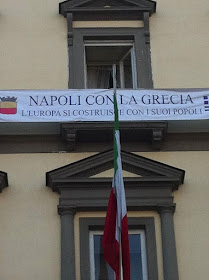 NAPOLI CON LA GRECIA
L'EUROPA SI COSTRUISCE CON I SUOI POPOLI